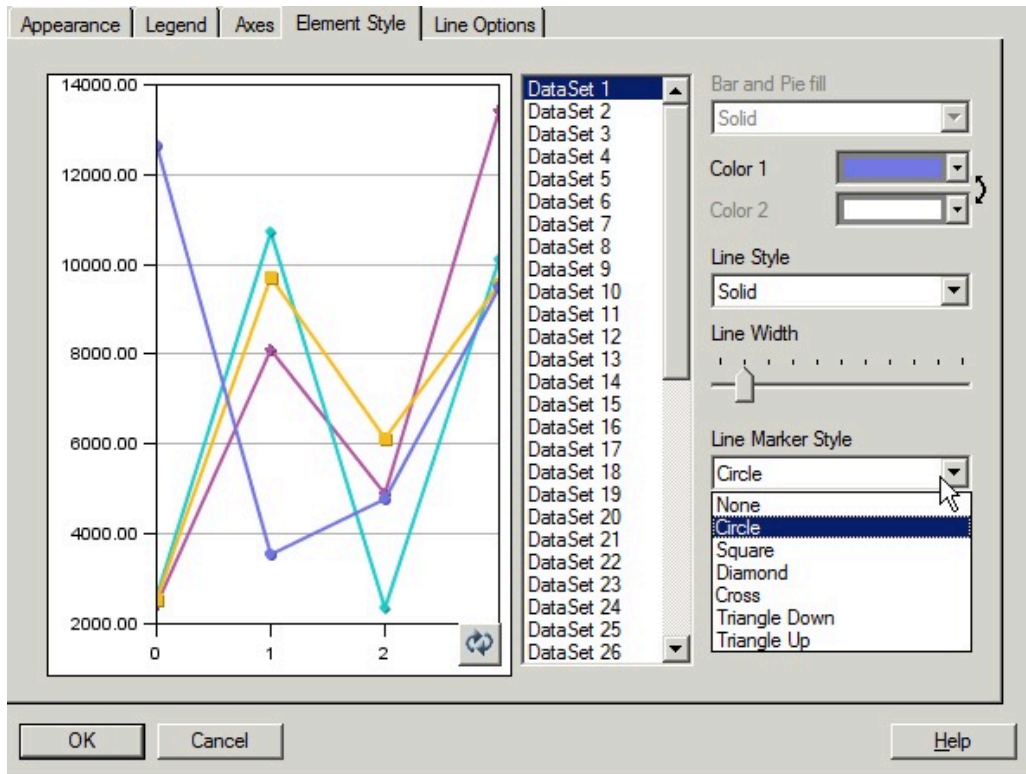 Appearance Legend Axes Element Style Line Options
14000.00
12000.00
10000.00
8000.00
6000.00
4000.00
2000.00
0 1 2
DataSet 1
DataSet 2
DataSet 3
DataSet 4
DataSet 5
DataSet 6
DataSet 7
DataSet 8
DataSet 9
DataSet 10
DataSet 11
DataSet 12
DataSet 13
DataSet 14
DataSet 15
DataSet 16
DataSet 17
DataSet 18
DataSet 19
DataSet 20
DataSet 21
DataSet 22
DataSet 23
DataSet 24
DataSet 25
DataSet 26
Bar and Pie fill
Solid
Color 1
Color 2
Line Style
Solid
Line Width
Line Marker Style
Circle
None
Circle
Square
Diamond
Cross
Triangle Down
Triangle Up
OK Cancel Help